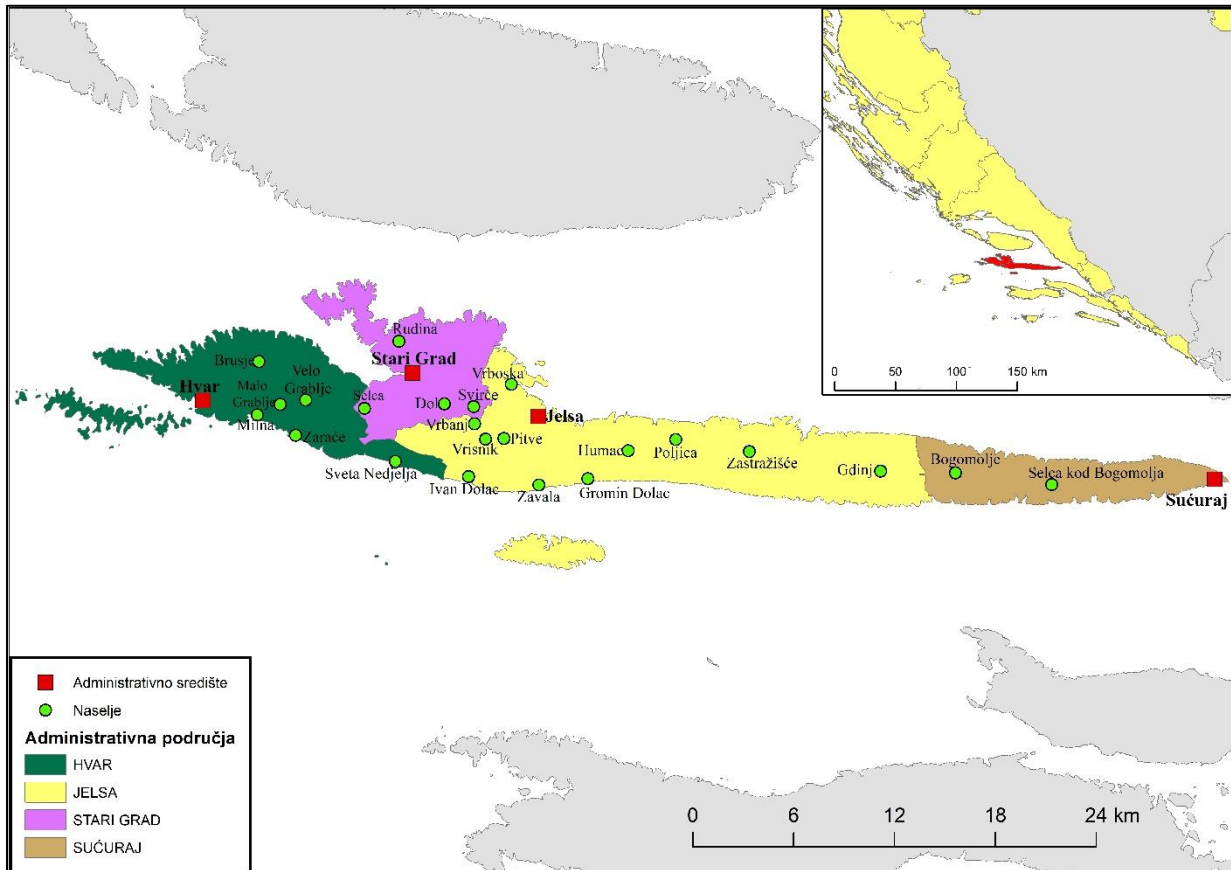 0 50 100 150 km
Rudina
Stari Grad
Brusje
Velo
Grablje
Vrboska
Hvar
Malo
Grablje
Selca
Dol
Svirče
Jelsa
Milna
Vrbanj
Zaraće
Vrisnik
Pitve
Humac
Poljica
Zastražišće
Sveta Nedjelja
Ivan Dolac
Zavala
Gromin Dolac
Gdinj
Bogomolje
Selca kod Bogomolja
Sućuraj
Administrativno središte
Naselje
Administrativna područja
HVAR
JELSA
STARI GRAD
SUĆURAJ
0 6 12 18 24 km